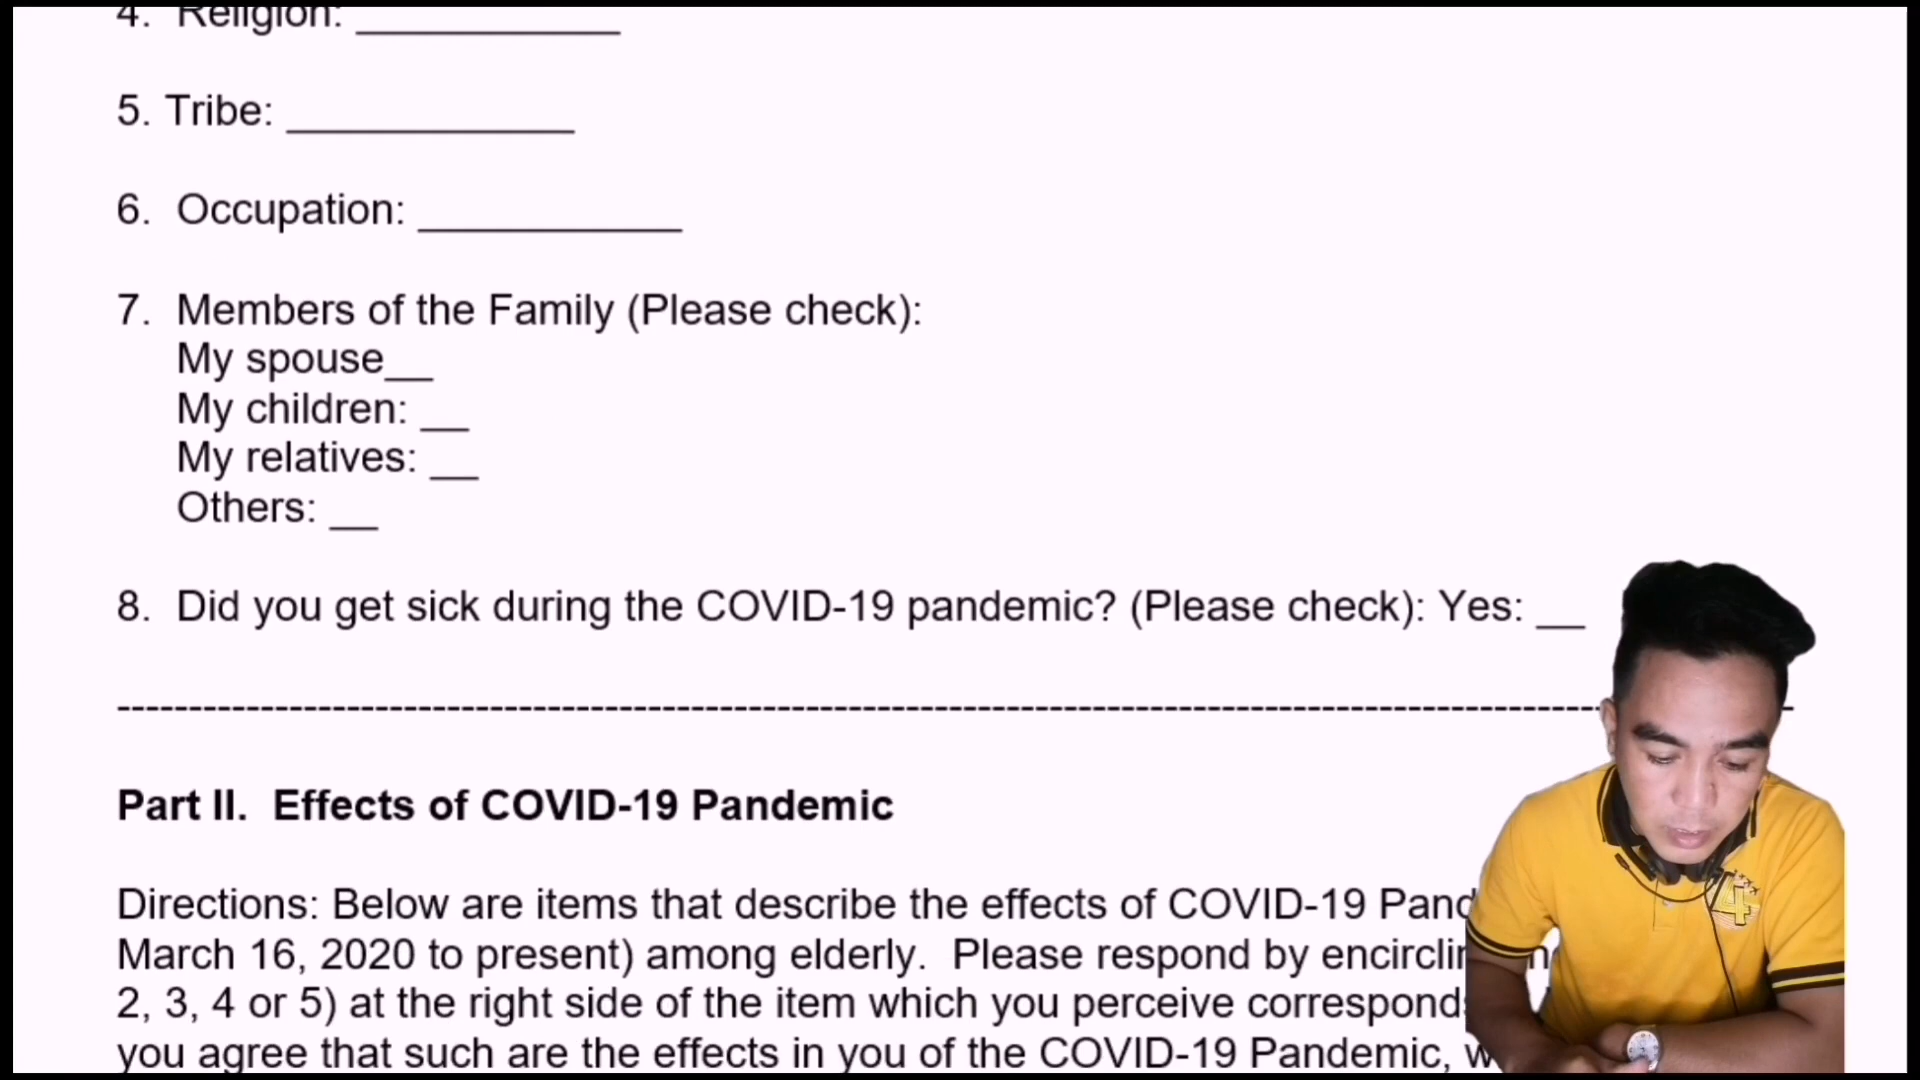 4. Religion: ___________
5. Tribe: ____________
6. Occupation: ___________
7. Members of the Family (Please check):
My spouse__
My children: __
My relatives: __
Others: __
8. Did you get sick during the COVID-19 pandemic? (Please check): Yes: __
--------------------------------------------------------------------------------
Part II. Effects of COVID-19 Pandemic
Directions: Below are items that describe the effects of COVID-19
March 16, 2020 to present) among elderly. Please respond by
2, 3, 4 or 5) at the right side of the item which you perceive
you agree that such are the effects in you of the COVID-19 Pandemic,
4